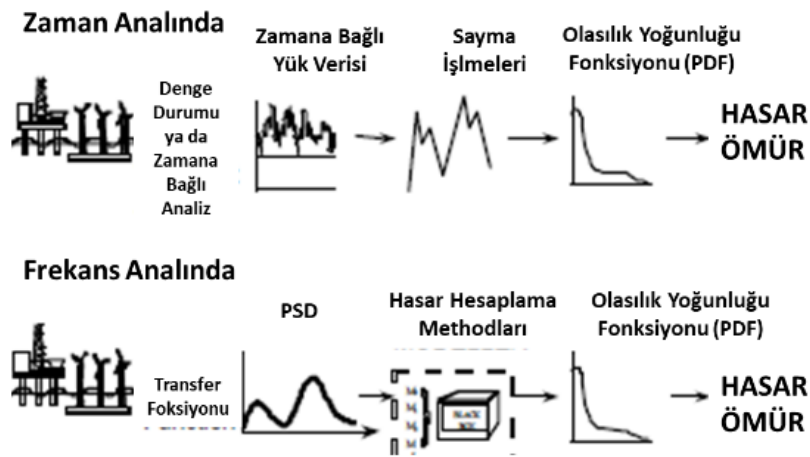 Zaman Analında
Denge
Durumu
ya da
Zamana
Bağlı
Analiz
Zamana Bağlı
Yük Verisi
Sayma
İşlmeleri
Olasılık Yoğunluğu
Fonksiyonu (PDF)
HASAR
ÖMÜR
Frekans Analında
Transfer
Foksiyonu
PSD
Hasar Hesaplama
Methodları
Olasılık Yoğunluğu
Fonksiyonu (PDF)
HASAR
ÖMÜR